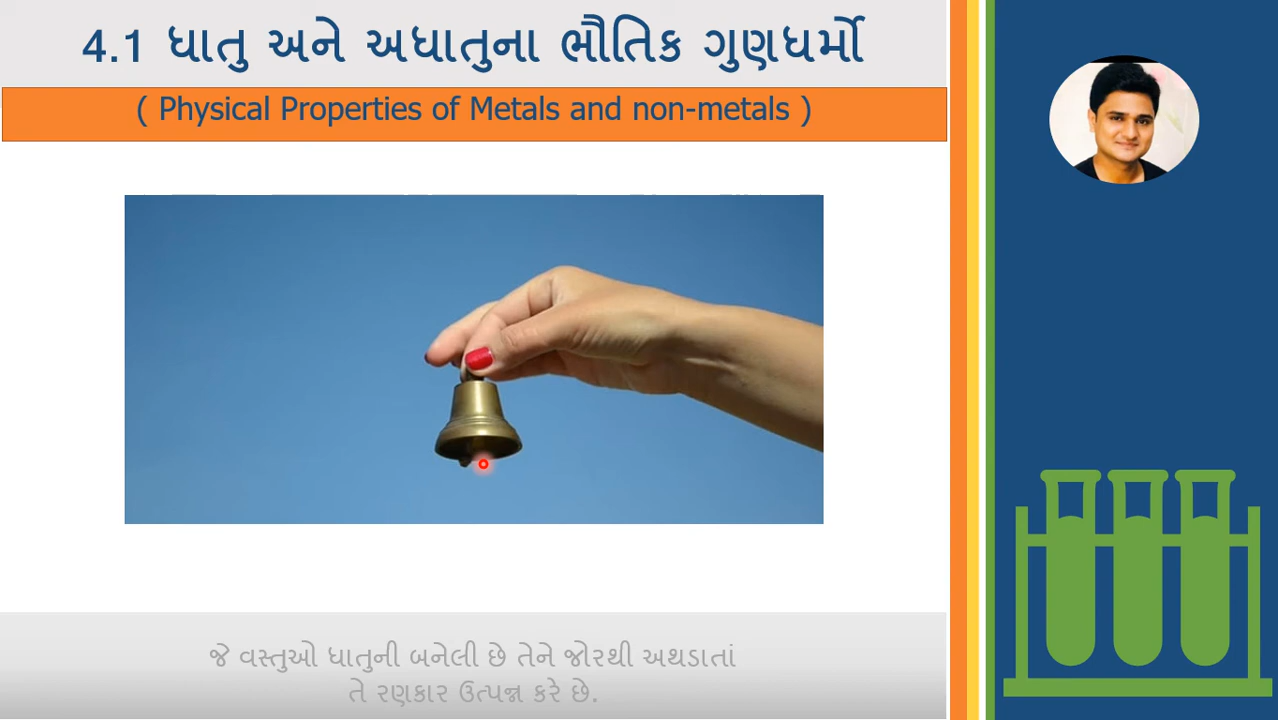 4.1 ધાતુ અને અધાતુના ભૌતિક ગુણધર્મો
( Physical Properties of Metals and non-metals )
જે વસ્તુઓ ધાતુની બનેલી છે તેને જોરથી અથડાતાં
તે રણકાર ઉત્પન્ન કરે છે.